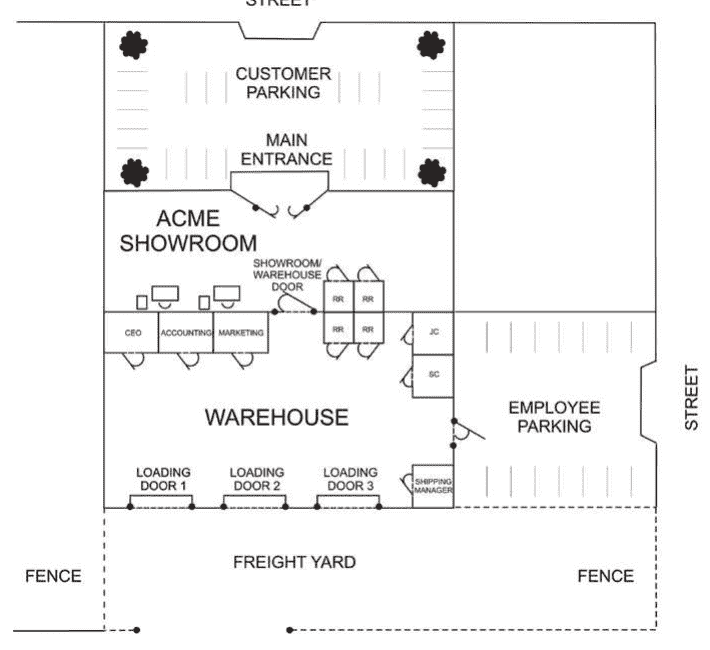 STREET
CUSTOMER
PARKING
MAIN
ENTRANCE
ACME
SHOWROOM
SHOWROOM/
WAREHOUSE
DOOR
RR RR
CEO ACCOUNTING MARKETING
RR RR
JC
SC
WAREHOUSE
EMPLOYEE
PARKING
STREET
LOADING
DOOR 1
LOADING
DOOR 2
LOADING
DOOR 3
SHIPPING
MANAGER
FREIGHT YARD
FENCE
FENCE